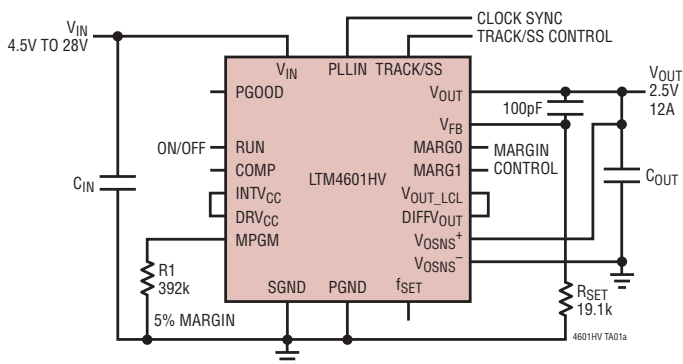 CLOCK SYNC
TRACK/SS CONTROL
VIN
4.5V TO 28V
VIN
PLLIN
TRACK/SS
PGOOD
VOUT
VOUT
2.5V
12A
100pF
VFB
ON/OFF
RUN
MARG0
MARGIN
CONTROL
COMP
LTM4601HV
MARG1
CIN
INTVCC
VOUT_LCL
COUT
DRVCC
DIFFVOUT
MPGM
VOSNS+
VOSNS−
R1
392k
SGND
PGND
fSET
RSET
19.1k
5% MARGIN
4601HV TA01a